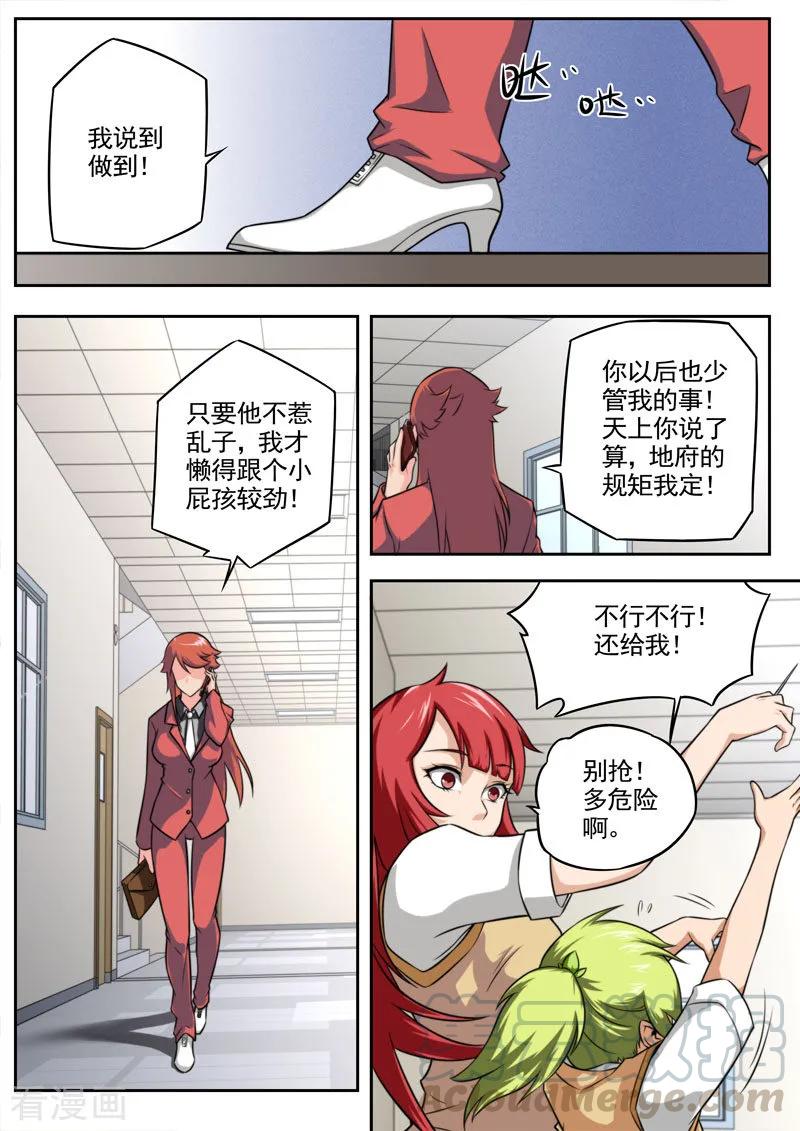 我说到
做到！
哒
哒
只要他不惹
乱子，我才
懒得跟个小
屁孩较劲！
你以后也少
管我的事！
天上你说了
算，地府的
规矩我定！
不行不行！
还给我！
别抢！
多危险
啊。
看漫画
acloudmerge.com